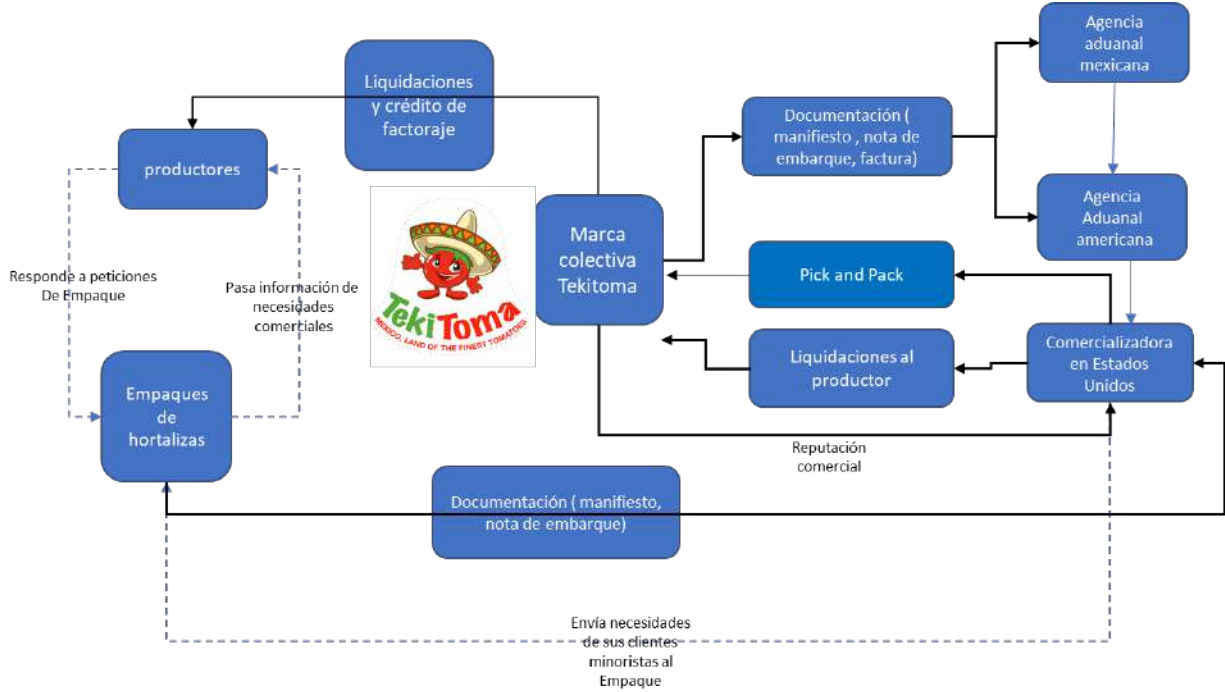 Agencia
aduanal
mexicana
Liquidaciones
y crédito de
factoraje
Documentación (
manifiesto , nota de
embarque, factura)
productores
Agencia
Aduanal
americana
Marca
colectiva
Tekitoma
TekiToma
MEXICO, LAND OF THE FINEST TOMATOES
Pick and Pack
Responde a peticiones
De Empaque
Pasa información de
necesidades
comerciales
Liquidaciones al
productor
Comercializadora
en Estados
Unidos
Empaques
de
hortalizas
Reputación
comercial
Documentación ( manifiesto,
nota de embarque)
Envía necesidades
de sus clientes
minoristas al
Empaque